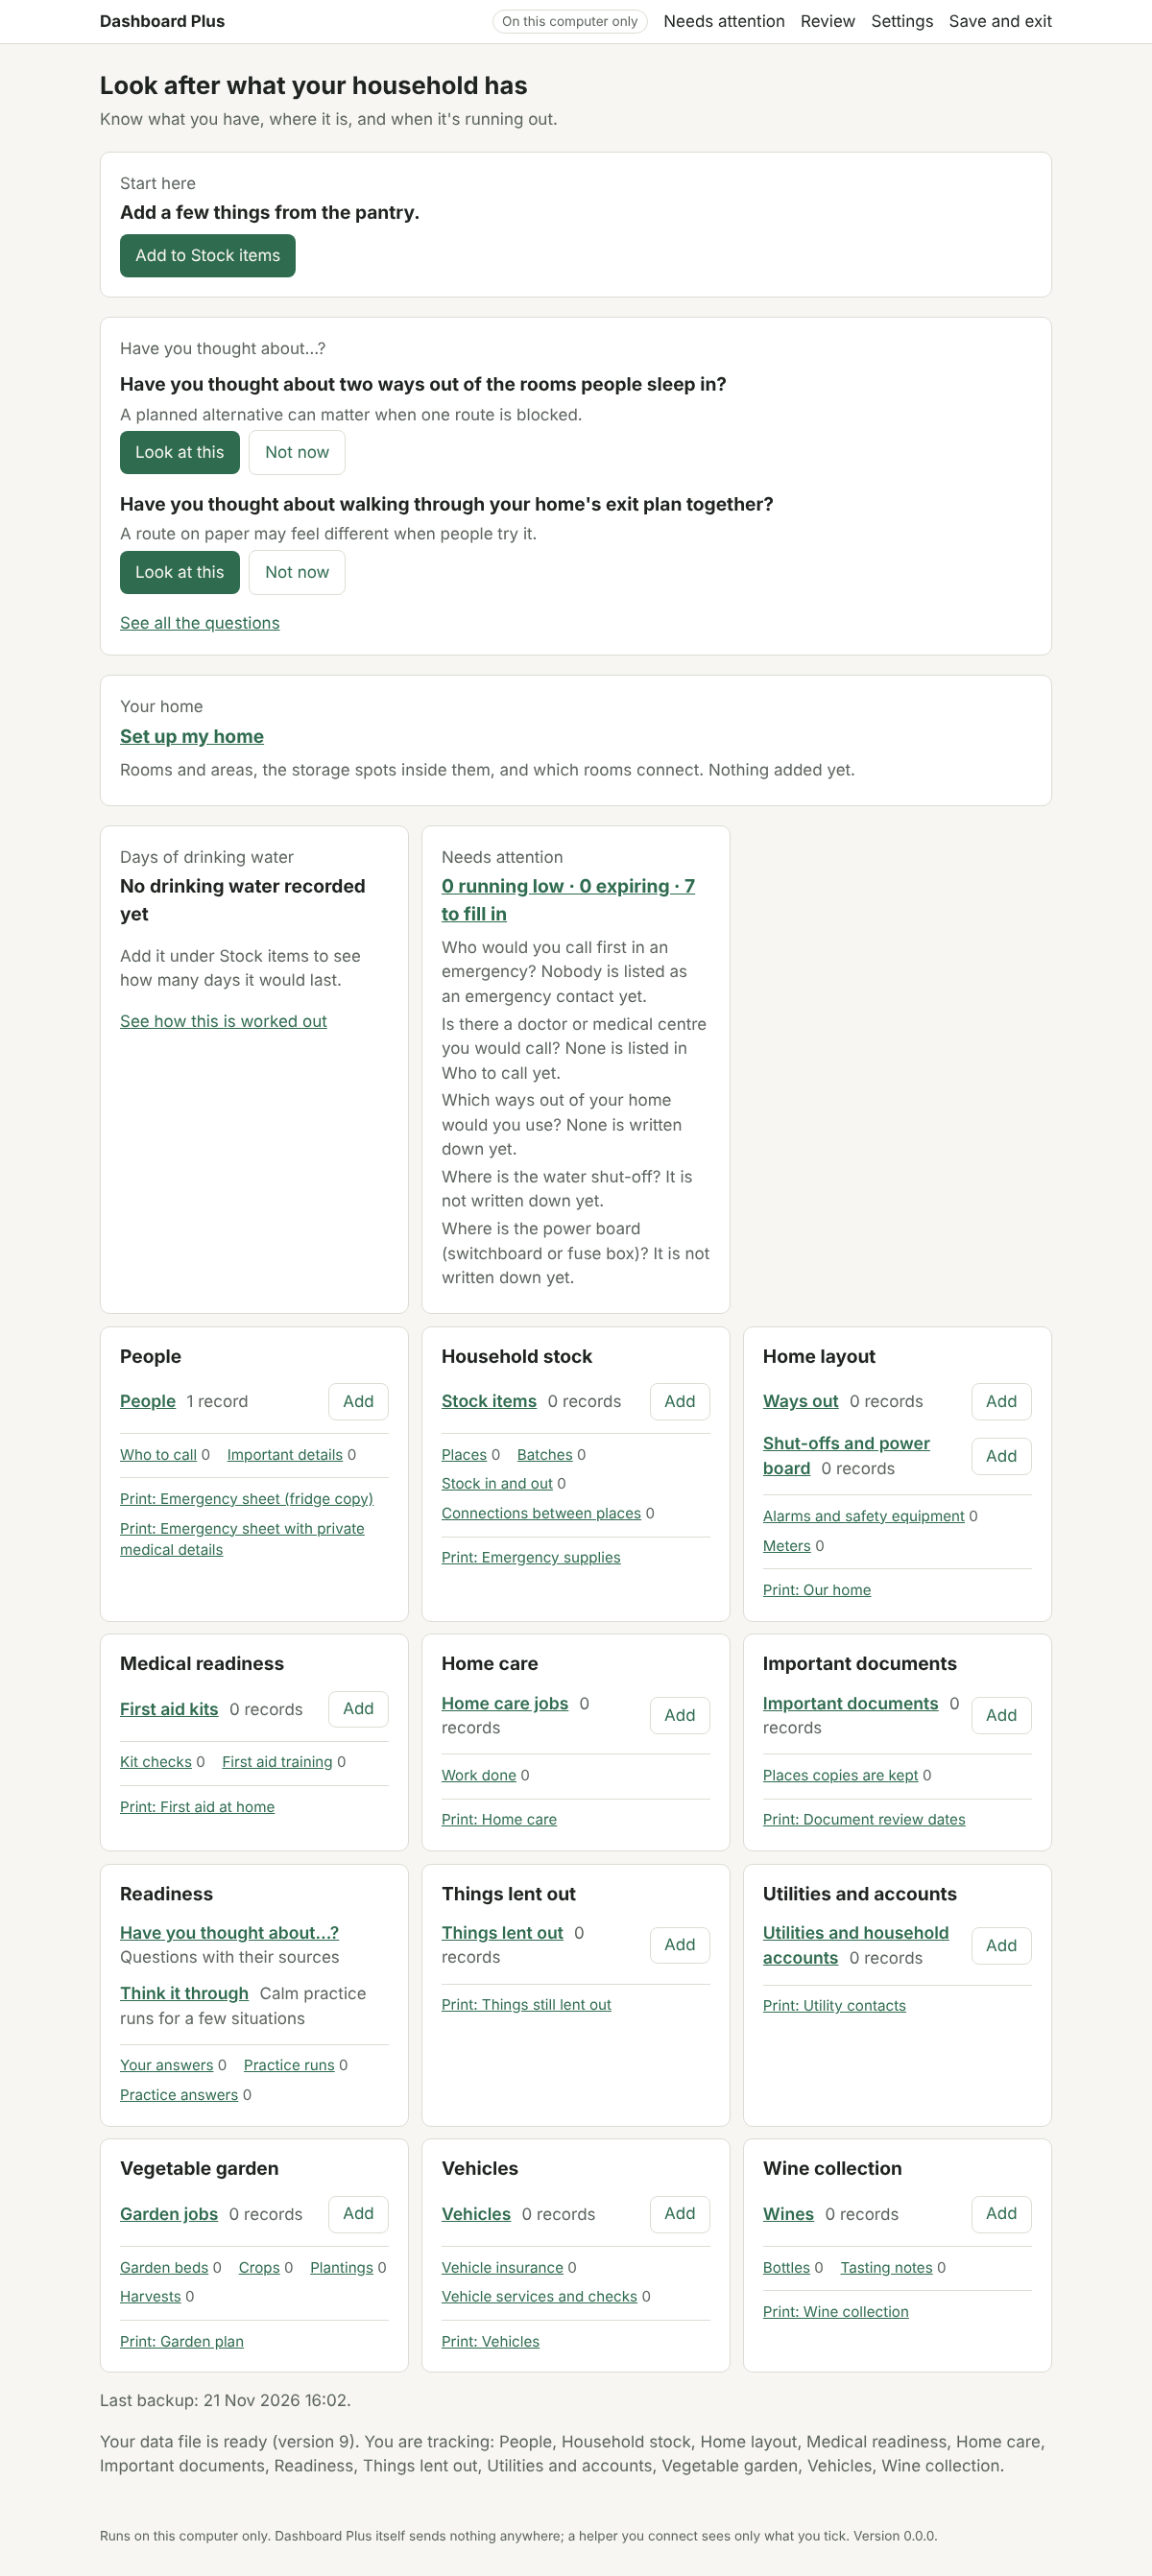 Dashboard Plus
On this computer only
Needs attention
Review
Settings
Save and exit
Look after what your household has
Know what you have, where it is, and when it's running out.
Start here
Add a few things from the pantry.
Add to Stock items
Have you thought about...?
Have you thought about two ways out of the rooms people sleep in?
A planned alternative can matter when one route is blocked.
Look at this
Not now
Have you thought about walking through your home's exit plan together?
A route on paper may feel different when people try it.
Look at this
Not now
See all the questions
Your home
Set up my home
Rooms and areas, the storage spots inside them, and which rooms connect. Nothing added yet.
Days of drinking water
No drinking water recorded
yet
Add it under Stock items to see
how many days it would last.
See how this is worked out
Needs attention
0 running low · 0 expiring · 7
to fill in
Who would you call first in an
emergency? Nobody is listed as
an emergency contact yet.
Is there a doctor or medical centre
you would call? None is listed in
Who to call yet.
Which ways out of your home
would you use? None is written
down yet.
Where is the water shut-off? It is
not written down yet.
Where is the power board
(switchboard or fuse box)? It is not
written down yet.
People
People 1 record
Add
Who to call 0 Important details 0
Print: Emergency sheet (fridge copy)
Print: Emergency sheet with private
medical details
Household stock
Stock items 0 records
Add
Places 0 Batches 0
Stock in and out 0
Connections between places 0
Print: Emergency supplies
Home layout
Ways out 0 records
Add
Shut-offs and power
board 0 records
Add
Alarms and safety equipment 0
Meters 0
Print: Our home
Medical readiness
First aid kits 0 records
Add
Kit checks 0 First aid training 0
Print: First aid at home
Home care
Home care jobs 0
records
Add
Work done 0
Print: Home care
Important documents
Important documents 0
records
Add
Places copies are kept 0
Print: Document review dates
Readiness
Have you thought about...?
Questions with their sources
Think it through Calm practice
runs for a few situations
Your answers 0 Practice runs 0
Practice answers 0
Things lent out
Things lent out 0
records
Add
Print: Things still lent out
Utilities and accounts
Utilities and household
accounts 0 records
Add
Print: Utility contacts
Vegetable garden
Garden jobs 0 records
Add
Garden beds 0 Crops 0 Plantings 0
Harvests 0
Print: Garden plan
Vehicles
Vehicles 0 records
Add
Vehicle insurance 0
Vehicle services and checks 0
Print: Vehicles
Wine collection
Wines 0 records
Add
Bottles 0 Tasting notes 0
Print: Wine collection
Last backup: 21 Nov 2026 16:02.
Your data file is ready (version 9). You are tracking: People, Household stock, Home layout, Medical readiness, Home care,
Important documents, Readiness, Things lent out, Utilities and accounts, Vegetable garden, Vehicles, Wine collection.
Runs on this computer only. Dashboard Plus itself sends nothing anywhere; a helper you connect sees only what you tick. Version 0.0.0.